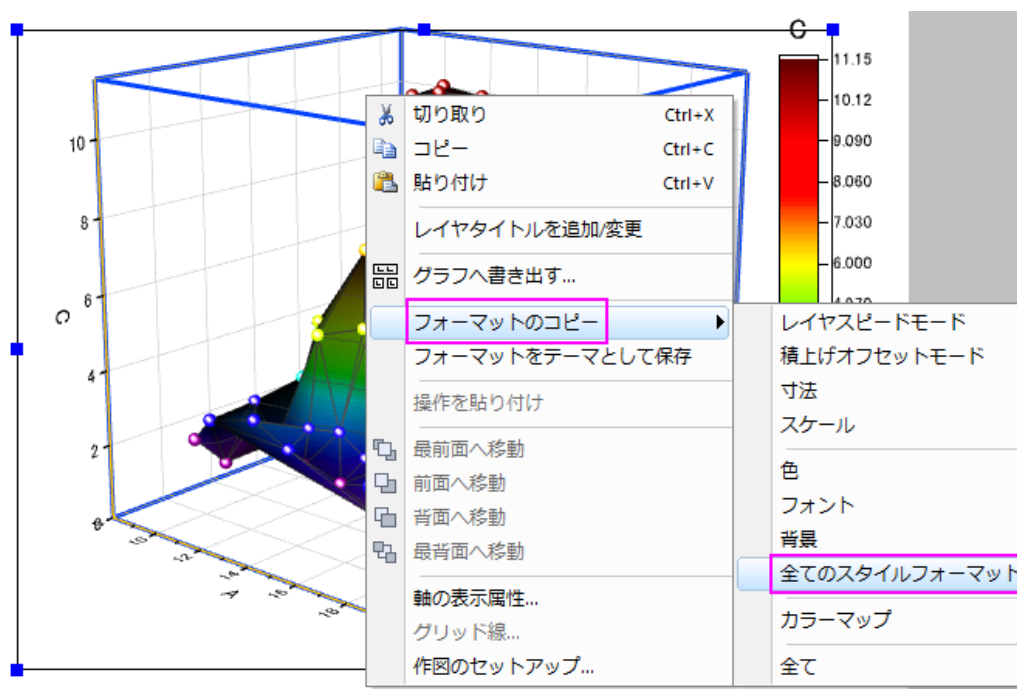 C
11.15
10.12
9.090
8.060
7.030
6.000
10
8
6
4
2
0
C
10
12
14
16
18
A
切り取り Ctrl+X
コピー Ctrl+C
貼り付け Ctrl+V
レイヤタイトルを追加/変更
グラフへ書き出す...
フォーマットのコピー
フォーマットをテーマとして保存
操作を貼り付け
最前面へ移動
前面へ移動
背面へ移動
最背面へ移動
軸の表示属性...
グリッド線...
作図のセットアップ...
レイヤスピードモード
積上げオフセットモード
寸法
スケール
色
フォント
背景
全てのスタイルフォーマット
カラーマップ
全て